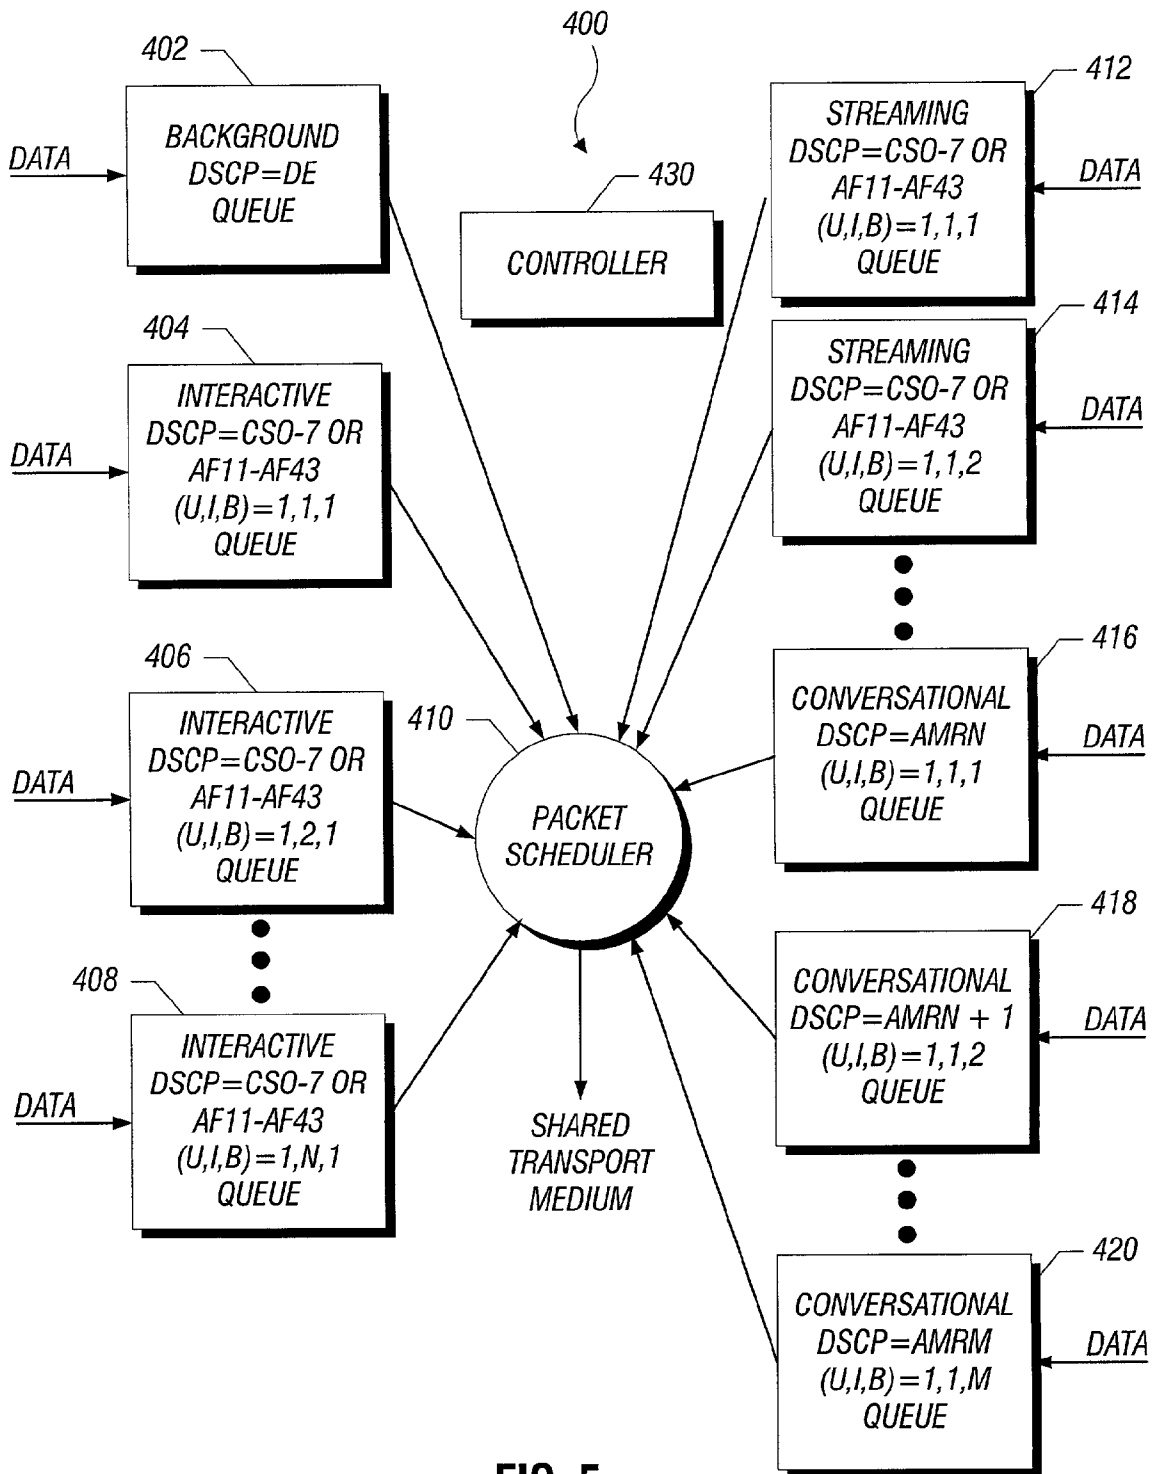 400
402
BACKGROUND
DSCP=DE
QUEUE
DATA
430
CONTROLLER
404
INTERACTIVE
DSCP=CSO-7 OR
AF11-AF43
(U,I,B)=1,1,1
QUEUE
DATA
406
INTERACTIVE
DSCP=CSO-7 OR
AF11-AF43
(U,I,B)=1,2,1
QUEUE
DATA
408
INTERACTIVE
DSCP=CSO-7 OR
AF11-AF43
(U,I,B)=1,N,1
QUEUE
DATA
410
PACKET
SCHEDULER
SHARED
TRANSPORT
MEDIUM
412
STREAMING
DSCP=CSO-7 OR
AF11-AF43
(U,I,B)=1,1,1
QUEUE
DATA
414
STREAMING
DSCP=CSO-7 OR
AF11-AF43
(U,I,B)=1,1,2
QUEUE
DATA
416
CONVERSATIONAL
DSCP=AMRN
(U,I,B)=1,1,1
QUEUE
DATA
418
CONVERSATIONAL
DSCP=AMRN + 1
(U,I,B)=1,1,2
QUEUE
DATA
420
CONVERSATIONAL
DSCP=AMRM
(U,I,B)=1,1,M
QUEUE
DATA
FIG. 5